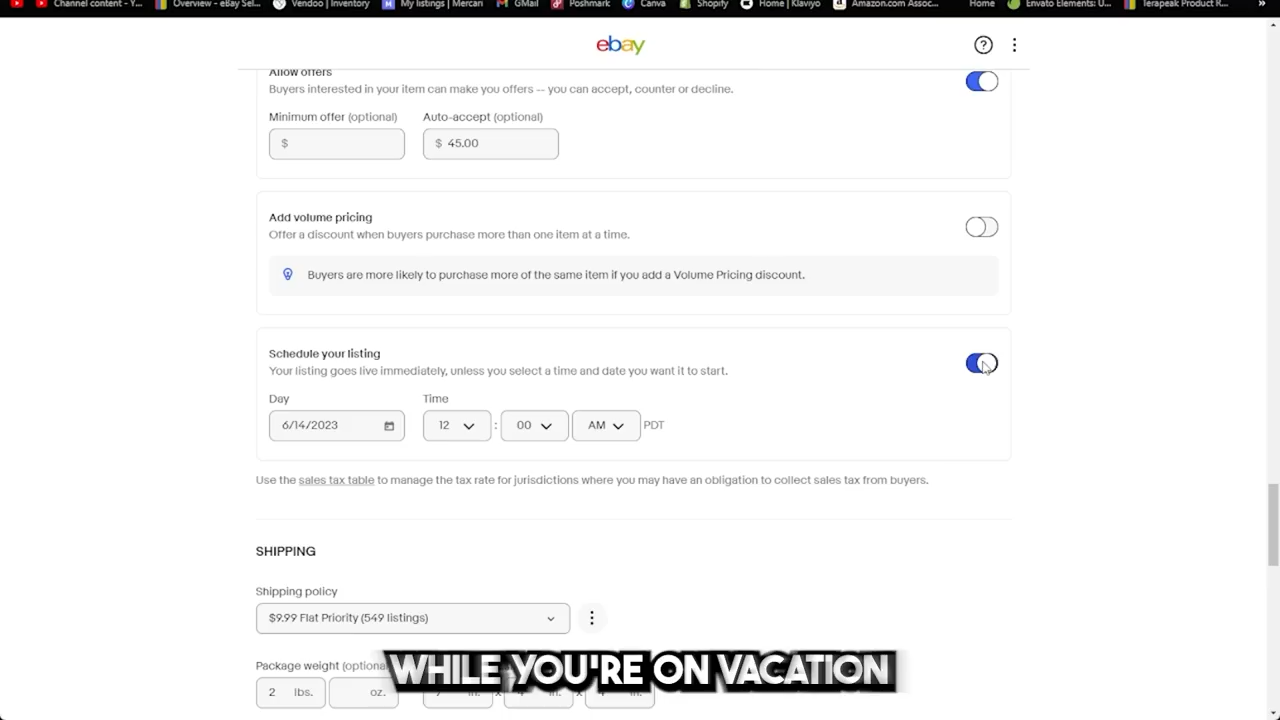 Channel content - Y...
Overview - eBay Sel...
Vendoo | Inventory
My listings | Mercari
GMail
Poshmark
Canva
Shopify
Home | Klaviyo
Amazon.com Assoc...
Home
Envato Elements: U...
Terapeak Product R...
ebay
Allow offers
Buyers interested in your item can make you offers -- you can accept, counter or decline.
Minimum offer (optional) Auto-accept (optional)
$ $ 45.00
Add volume pricing
Offer a discount when buyers purchase more than one item at a time.
Buyers are more likely to purchase more of the same item if you add a Volume Pricing discount.
Schedule your listing
Your listing goes live immediately, unless you select a time and date you want it to start.
Day Time
6/14/2023 12 : 00 AM PDT
Use the sales tax table to manage the tax rate for jurisdictions where you may have an obligation to collect sales tax from buyers.
SHIPPING
Shipping policy
$9.99 Flat Priority (549 listings)
Package weight (optional
WHILE YOU'RE ON VACATION
2 lbs. oz. in. x in. x in.